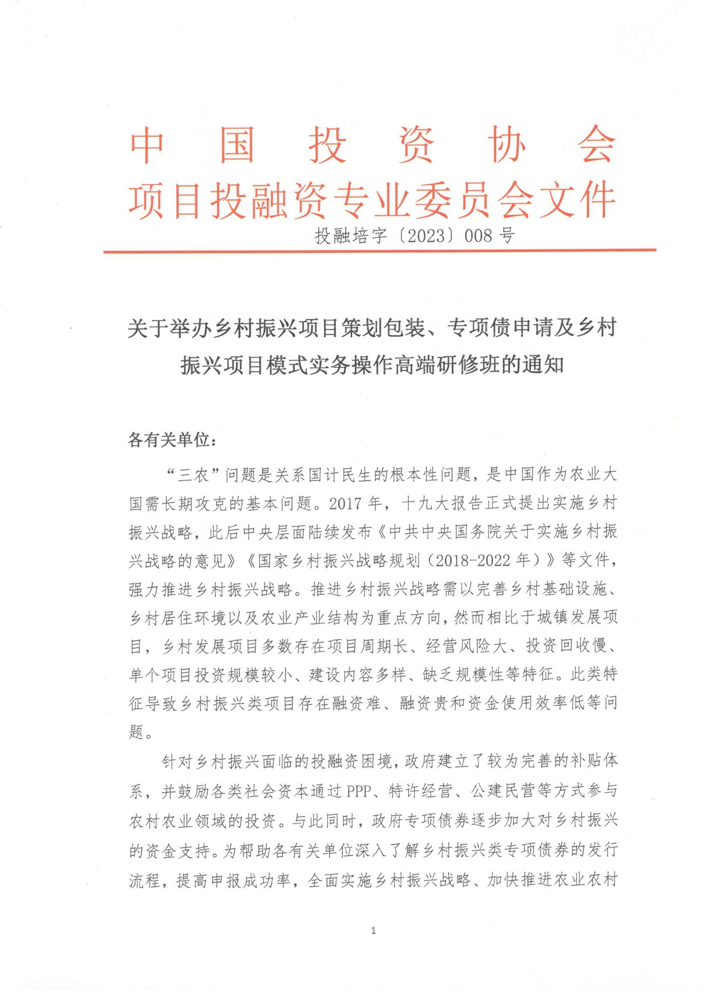 中国投资协会
项目投融资专业委员会文件
投融培字〔2023〕008 号
关于举办乡村振兴项目策划包装、专项债申请及乡村
振兴项目模式实务操作高端研修班的通知
各有关单位：
“三农”问题是关系国计民生的根本性问题，是中国作为农业大
国需长期攻克的基本问题。2017 年，十九大报告正式提出实施乡村
振兴战略，此后中央层面陆续发布《中共中央国务院关于实施乡村振
兴战略的意见》《国家乡村振兴战略规划（2018-2022 年）》等文件，
强力推进乡村振兴战略。推进乡村振兴战略需以完善乡村基础设施、
乡村居住环境以及农业产业结构为重点方向，然而相比于城镇发展项
目，乡村发展项目多数存在项目周期长、经营风险大、投资回收慢、
单个项目投资规模较小、建设内容多样、缺乏规模性等特征。此类特
征导致乡村振兴类项目存在融资难、融资贵和资金使用效率低等问
题。
针对乡村振兴面临的投融资困境，政府建立了较为完善的补贴体
系，并鼓励各类社会资本通过 PPP、特许经营、公建民营等方式参与
农村农业领域的投资。与此同时，政府专项债券逐步加大对乡村振兴
的资金支持。为帮助各有关单位深入了解乡村振兴类专项债券的发行
流程，提高申报成功率，全面实施乡村振兴战略、加快推进农业农村
1